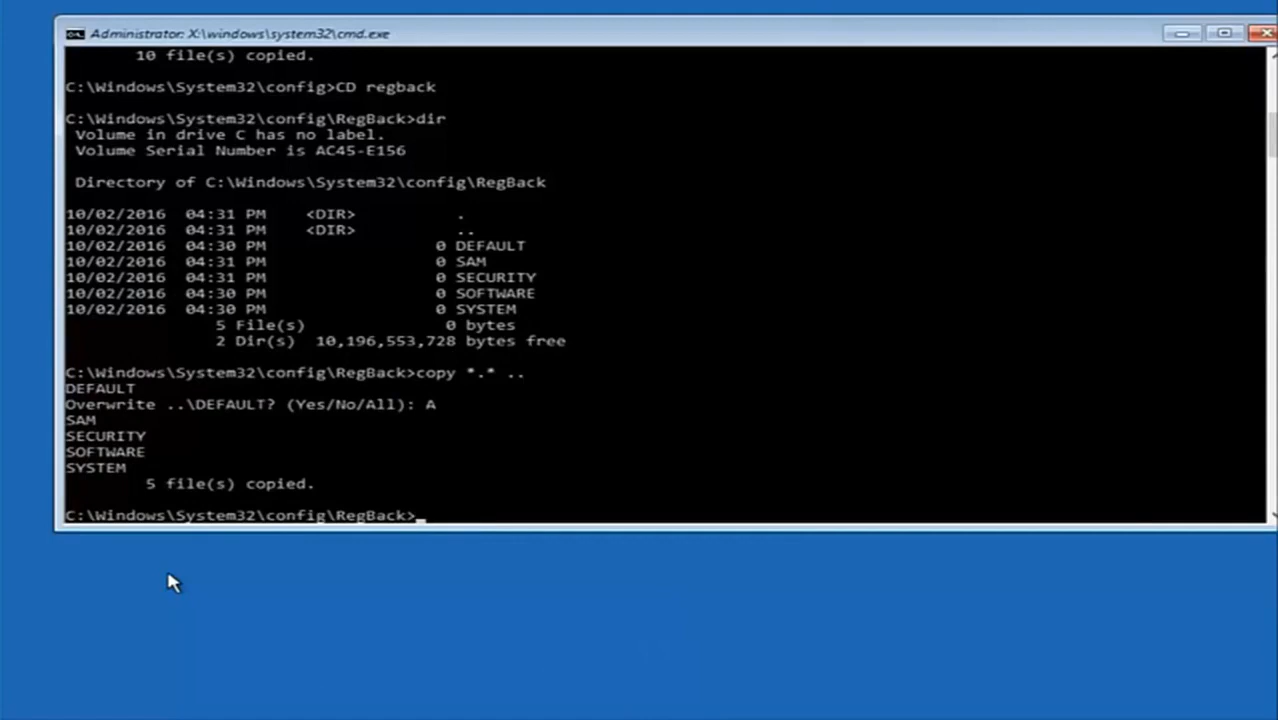 Administrator: X:\windows\system32\cmd.exe
10 file(s) copied.
C:\Windows\System32\config>CD regback
C:\Windows\System32\config\RegBack>dir
Volume in drive C has no label.
Volume Serial Number is AC45-E156
Directory of C:\Windows\System32\config\RegBack
10/02/2016 04:31 PM <DIR> .
10/02/2016 04:31 PM <DIR> ..
10/02/2016 04:30 PM 0 DEFAULT
10/02/2016 04:31 PM 0 SAM
10/02/2016 04:31 PM 0 SECURITY
10/02/2016 04:30 PM 0 SOFTWARE
10/02/2016 04:30 PM 0 SYSTEM
5 File(s) 0 bytes
2 Dir(s) 10,196,553,728 bytes free
C:\Windows\System32\config\RegBack>copy *.* ..
DEFAULT
Overwrite ..\DEFAULT? (Yes/No/All): A
SAM
SECURITY
SOFTWARE
SYSTEM
5 file(s) copied.
C:\Windows\System32\config\RegBack>_